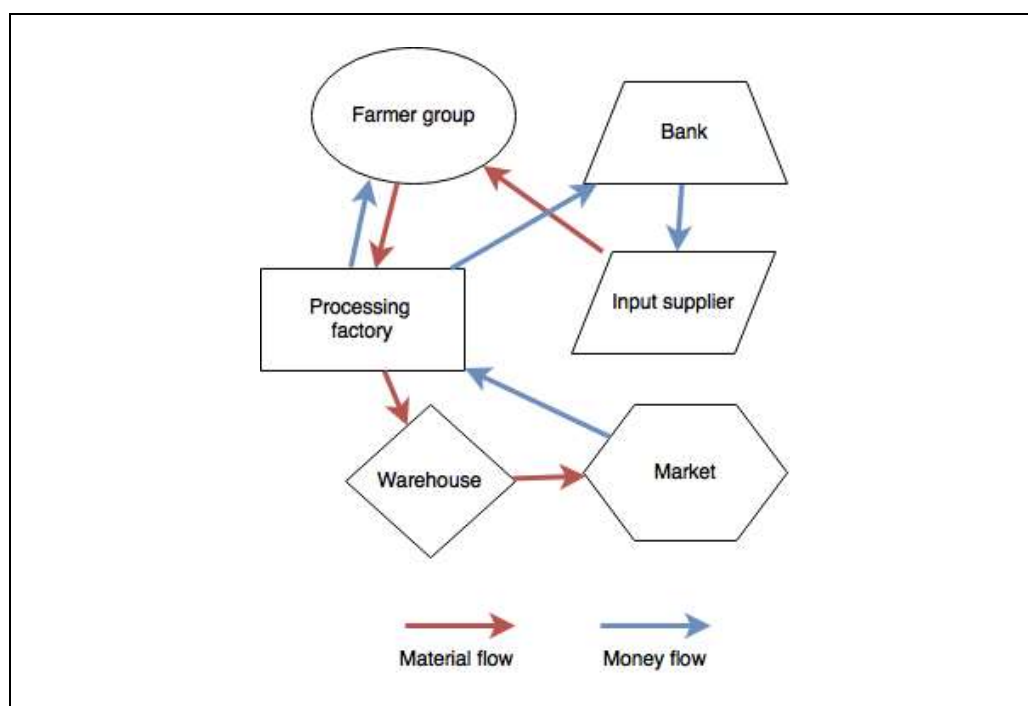 Farmer group
Bank
Processing
factory
Input supplier
Warehouse
Market
Material flow
Money flow